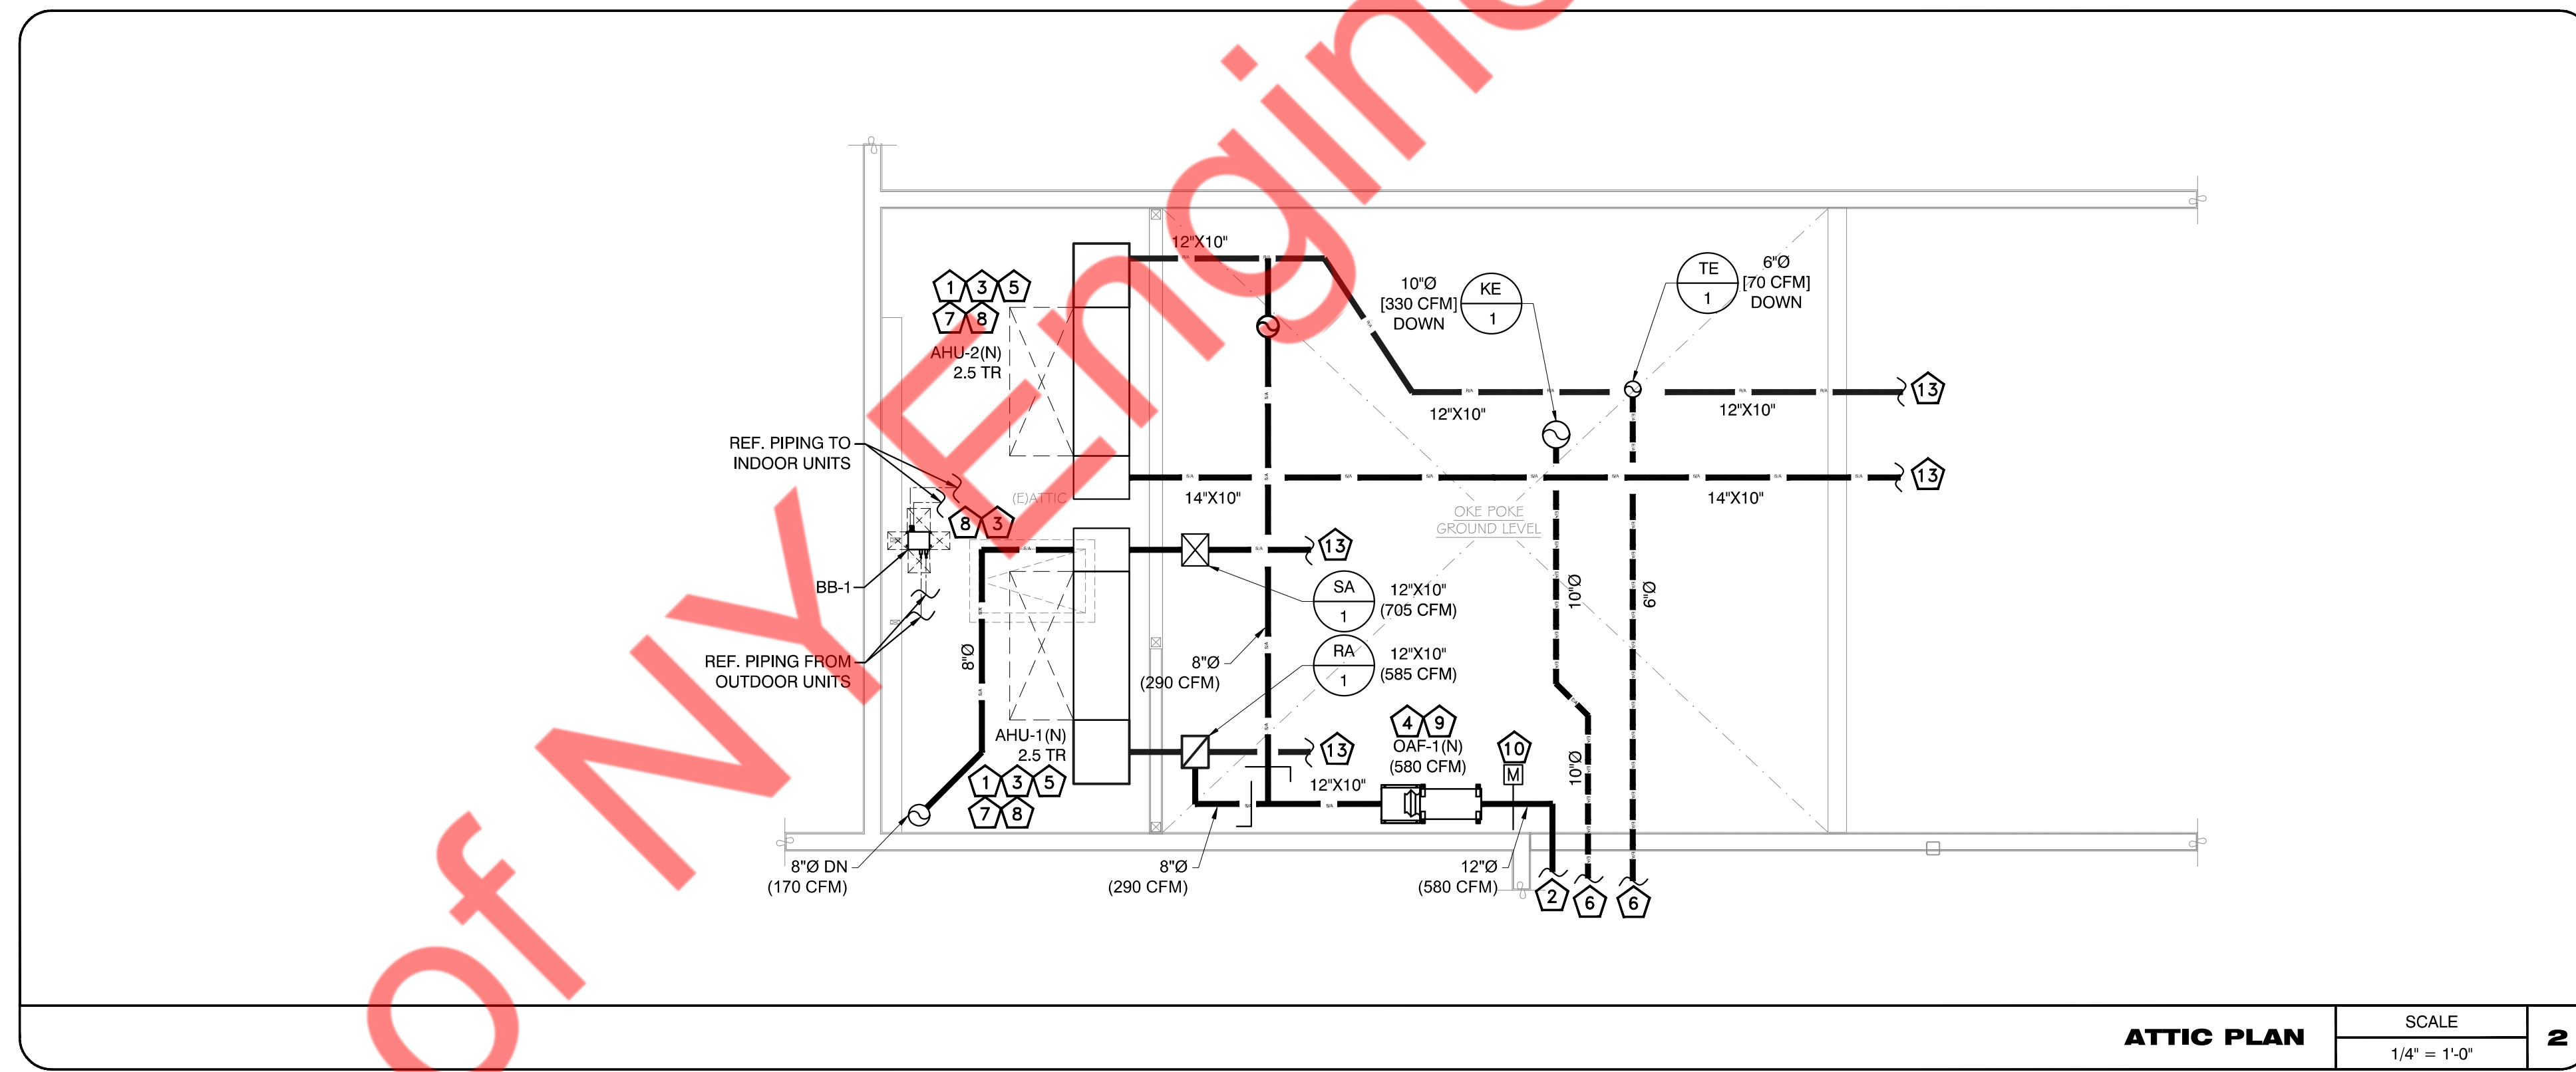 of NY Engine
12"X10"
1 3 5
7 8
AHU-2(N)
2.5 TR
10"Ø
[330 CFM]
DOWN
KE
1
TE
1
6"Ø
[70 CFM]
DOWN
12"X10"
12"X10"
13
REF. PIPING TO
INDOOR UNITS
(E)ATTIC
14"X10"
14"X10"
13
OKE POKE
GROUND LEVEL
8 3
13
BB-1
SA
1
12"X10"
(705 CFM)
10"Ø
6"Ø
REF. PIPING FROM
OUTDOOR UNITS
8"Ø
8"Ø
(290 CFM)
RA
1
12"X10"
(585 CFM)
AHU-1(N)
2.5 TR
1 3 5
7 8
13
4 9
OAF-1(N)
(580 CFM)
10
M
12"X10"
10"Ø
8"Ø DN
(170 CFM)
8"Ø
(290 CFM)
12"Ø
(580 CFM)
2
6
6
ATTIC PLAN
SCALE
1/4" = 1'-0"
2